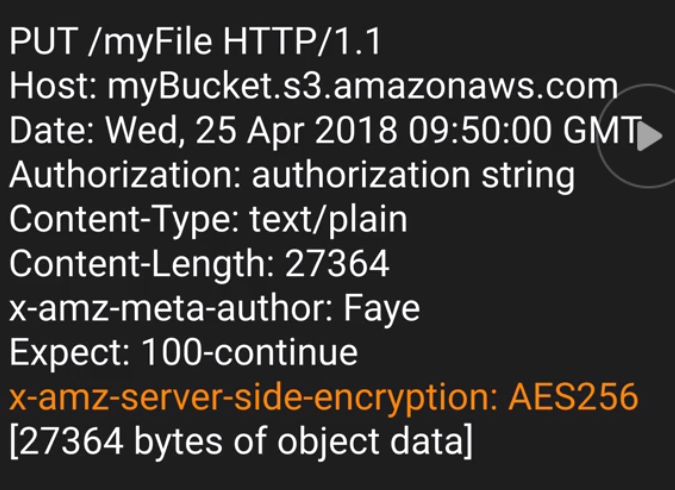 PUT /myFile HTTP/1.1
Host: myBucket.s3.amazonaws.com
Date: Wed, 25 Apr 2018 09:50:00 GMT
Authorization: authorization string
Content-Type: text/plain
Content-Length: 27364
x-amz-meta-author: Faye
Expect: 100-continue
x-amz-server-side-encryption: AES256
[27364 bytes of object data]